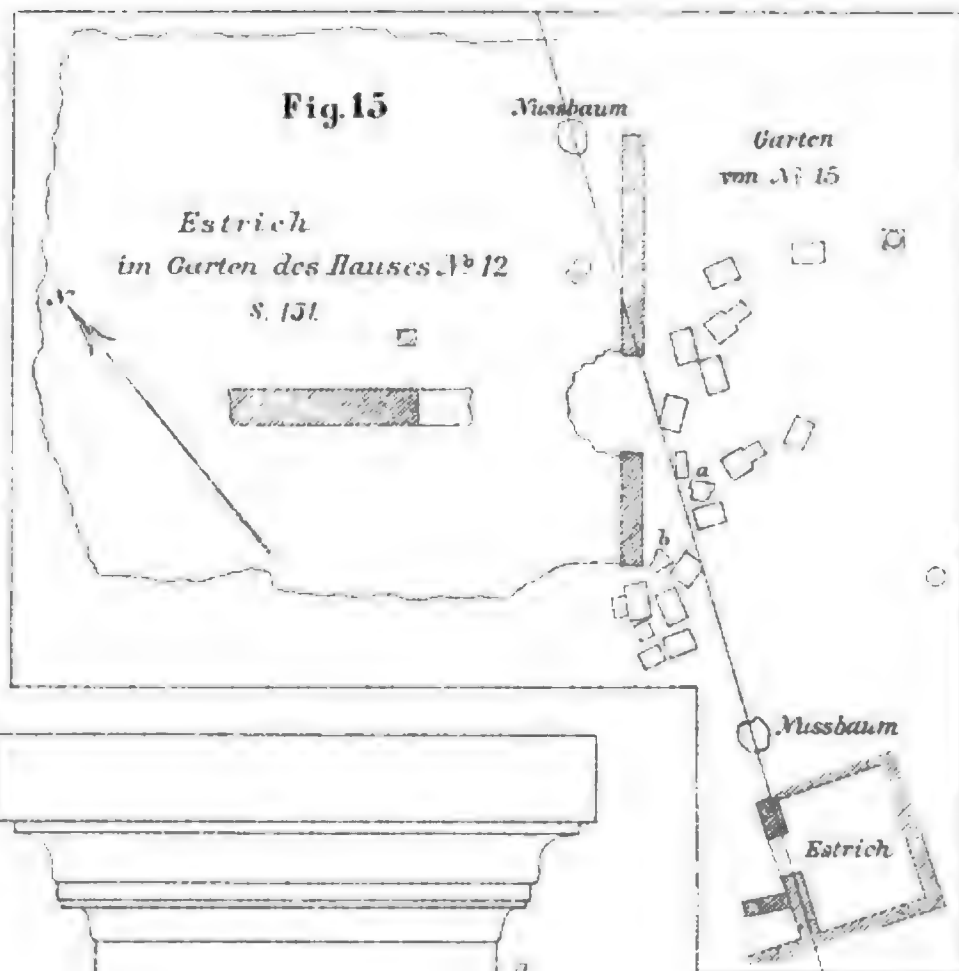 Fig. 15
Nussbaum
Garten
von № 15
Estrich
im Garten des Hauses № 12
S. 151.
N
a
b
Nussbaum
Estrich